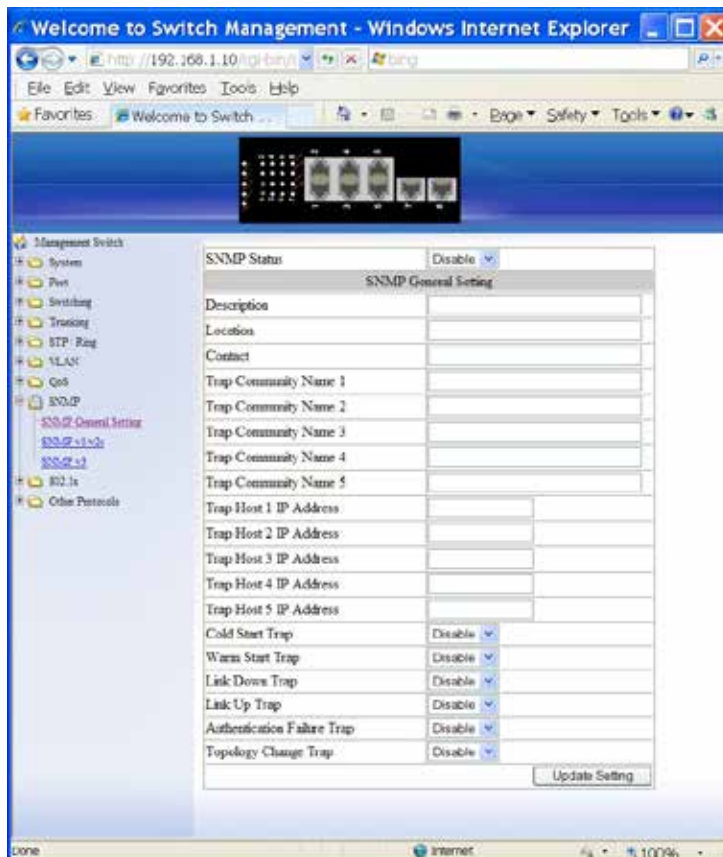 Welcome to Switch Management - Windows Internet Explorer
http://192.168.1.10/cgi-bin/
bing
File Edit View Favorites Tools Help
Favorites Welcome to Switch ... Page Safety Tools
Management Switch
System
Port
Switching
Trunking
STP / Ring
VLAN
QoS
SNMP
SNMP General Setting
SNMP v1/v2c
SNMP v3
802.1x
Other Protocols
SNMP Status Disable
SNMP General Setting
Description
Location
Contact
Trap Community Name 1
Trap Community Name 2
Trap Community Name 3
Trap Community Name 4
Trap Community Name 5
Trap Host 1 IP Address
Trap Host 2 IP Address
Trap Host 3 IP Address
Trap Host 4 IP Address
Trap Host 5 IP Address
Cold Start Trap Disable
Warm Start Trap Disable
Link Down Trap Disable
Link Up Trap Disable
Authentication Failure Trap Disable
Topology Change Trap Disable
Update Setting
Done Internet 100%